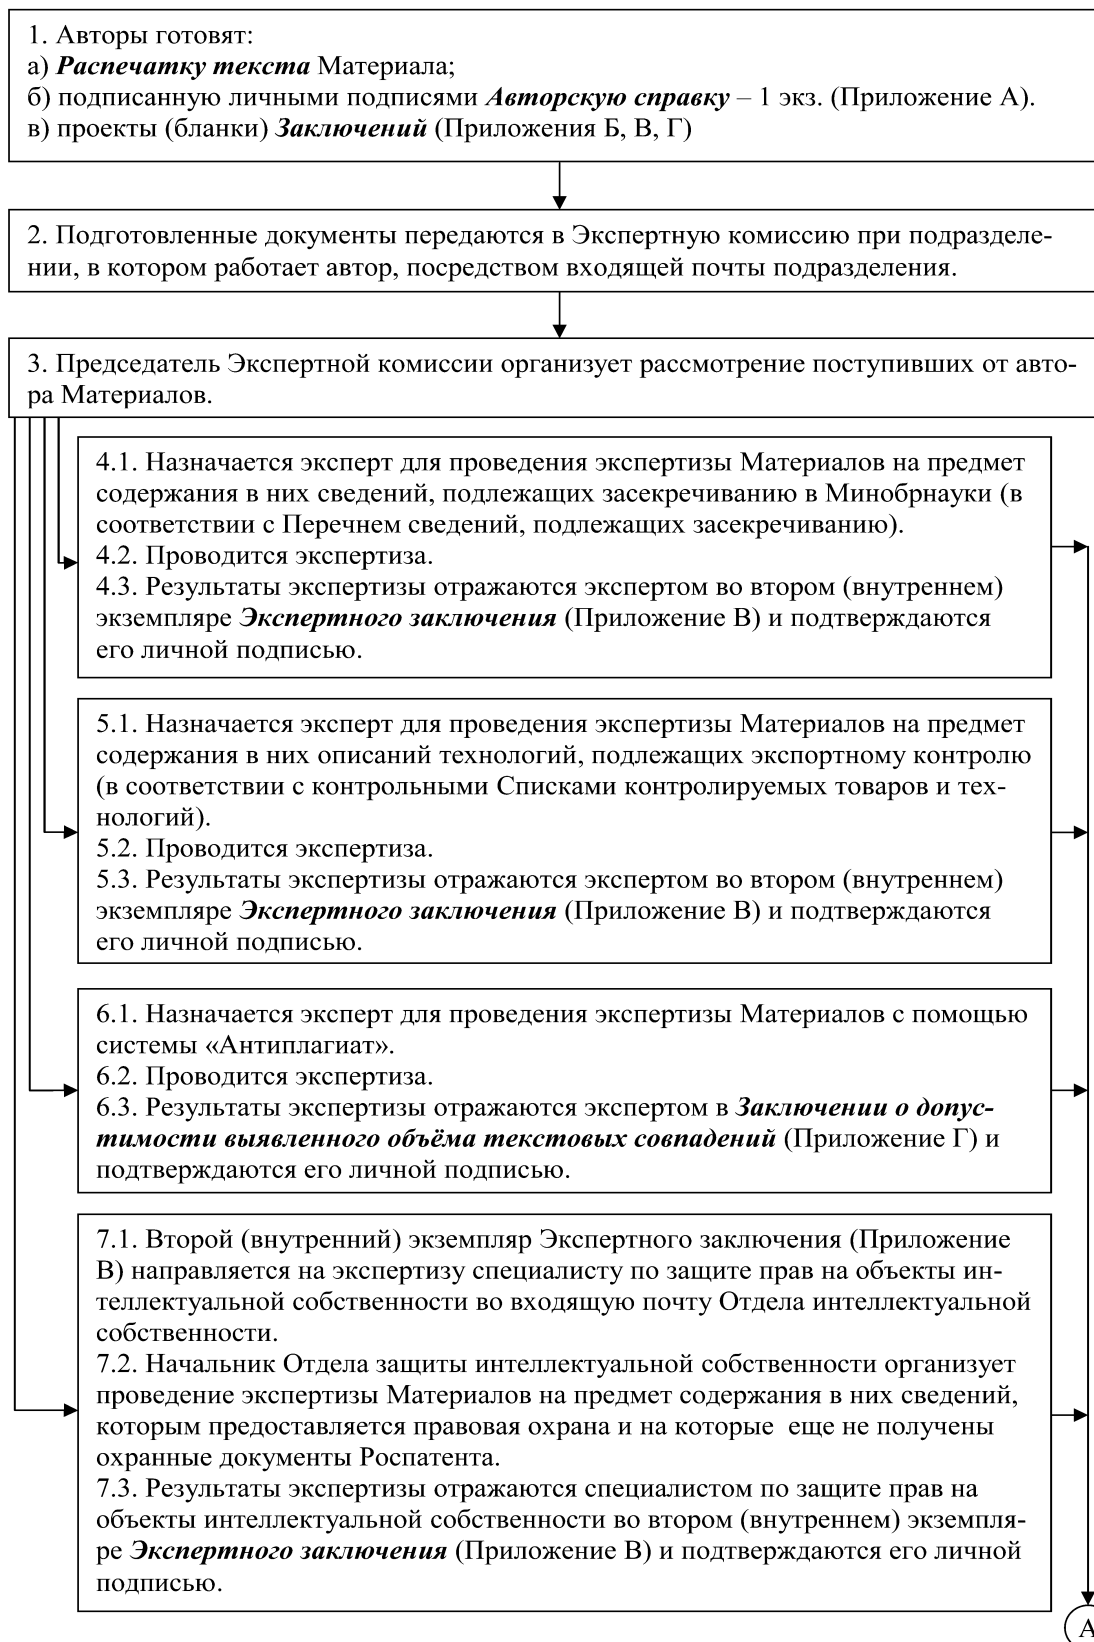 1. Авторы готовят:
а) Распечатку текста Материала;
б) подписанную личными подписями Авторскую справку – 1 экз. (Приложение А).
в) проекты (бланки) Заключений (Приложения Б, В, Г)
2. Подготовленные документы передаются в Экспертную комиссию при подразделе-
нии, в котором работает автор, посредством входящей почты подразделения.
3. Председатель Экспертной комиссии организует рассмотрение поступивших от авто-
ра Материалов.
4.1. Назначается эксперт для проведения экспертизы Материалов на предмет
содержания в них сведений, подлежащих засекречиванию в Минобрнауки (в
соответствии с Перечнем сведений, подлежащих засекречиванию).
4.2. Проводится экспертиза.
4.3. Результаты экспертизы отражаются экспертом во втором (внутреннем)
экземпляре Экспертного заключения (Приложение В) и подтверждаются
его личной подписью.
5.1. Назначается эксперт для проведения экспертизы Материалов на предмет
содержания в них описаний технологий, подлежащих экспортному контролю
(в соответствии с контрольными Списками контролируемых товаров и тех-
нологий).
5.2. Проводится экспертиза.
5.3. Результаты экспертизы отражаются экспертом во втором (внутреннем)
экземпляре Экспертного заключения (Приложение В) и подтверждаются
его личной подписью.
6.1. Назначается эксперт для проведения экспертизы Материалов с помощью
системы «Антиплагиат».
6.2. Проводится экспертиза.
6.3. Результаты экспертизы отражаются экспертом в Заключении о допус-
тимости выявленного объёма текстовых совпадений (Приложение Г) и
подтверждаются его личной подписью.
7.1. Второй (внутренний) экземпляр Экспертного заключения (Приложение
В) направляется на экспертизу специалисту по защите прав на объекты ин-
теллектуальной собственности во входящую почту Отдела интеллектуальной
собственности.
7.2. Начальник Отдела защиты интеллектуальной собственности организует
проведение экспертизы Материалов на предмет содержания в них сведений,
которым предоставляется правовая охрана и на которые еще не получены
охранные документы Роспатента.
7.3. Результаты экспертизы отражаются специалистом по защите прав на
объекты интеллектуальной собственности во втором (внутреннем) экземпля-
ре Экспертного заключения (Приложение В) и подтверждаются его личной
подписью.
А